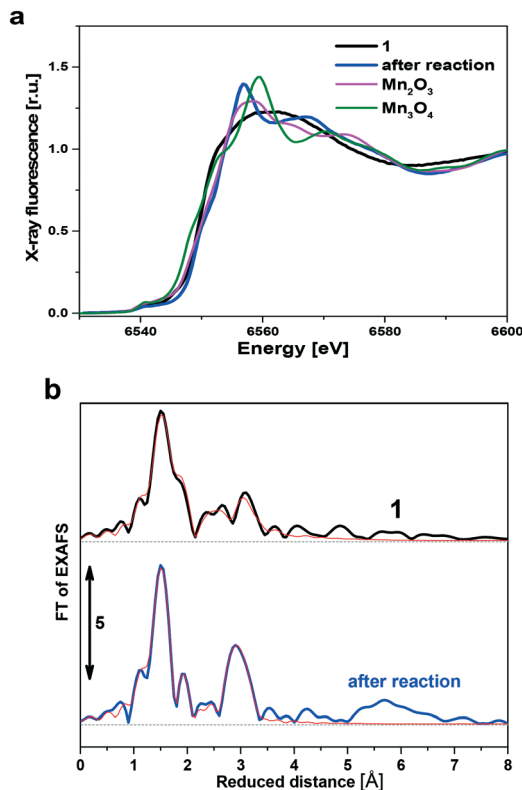 a
1
after reaction
Mn₂O₃
Mn₃O₄
X-ray fluorescence [r.u.]
1.5
1.0
0.5
0.0
6540 6560 6580 6600
Energy [eV]
b
FT of EXAFS
1
5
after reaction
0 1 2 3 4 5 6 7 8
Reduced distance [Å]